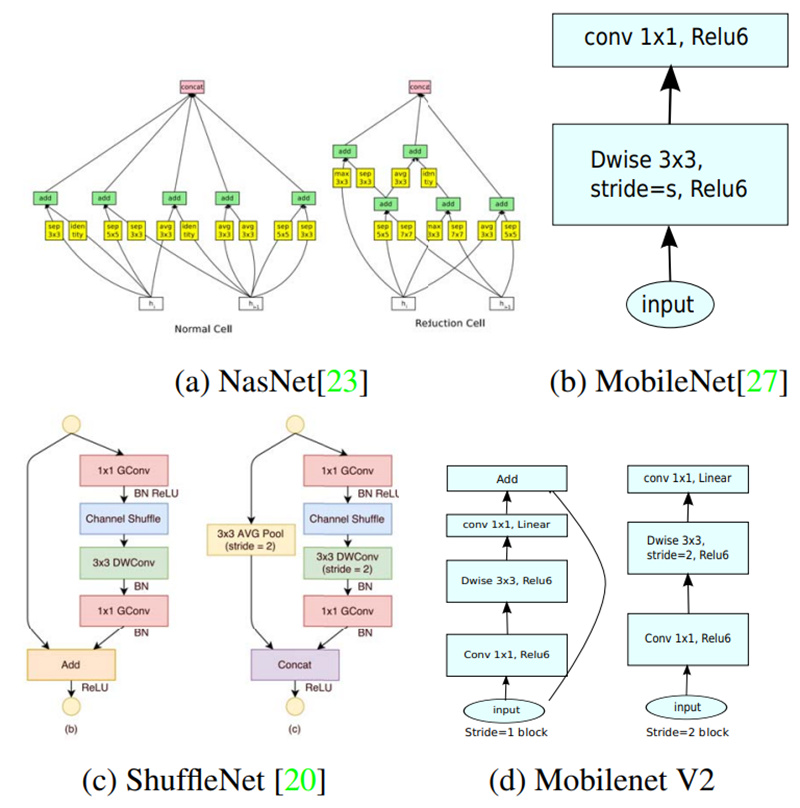 concat
add add add add add
sep iden sep sep avg iden avg avg sep sep
3x3 tity 5x5 3x3 3x3 tity 3x3 3x3 5x5 3x3
h i h i-1
Normal Cell
concat
add add
max sep avg iden
3x3 3x3 3x3 tity
add add add
sep sep max sep avg sep
5x5 7x7 3x3 7x7 3x3 5x5
h i h i-1
Reduction Cell
(a) NasNet[23]
conv 1x1, Relu6
Dwise 3x3,
stride=s, Relu6
input
(b) MobileNet[27]
1x1 GConv
BN ReLU
Channel Shuffle
3x3 DWConv
BN
1x1 GConv
BN
Add
ReLU
(b)
1x1 GConv
BN ReLU
3x3 AVG Pool
(stride = 2)
Channel Shuffle
3x3 DWConv
(stride = 2)
BN
1x1 GConv
BN
Concat
ReLU
(c)
(c) ShuffleNet [20]
Add
conv 1x1, Linear
Dwise 3x3, Relu6
Conv 1x1, Relu6
input
Stride=1 block
conv 1x1, Linear
Dwise 3x3,
stride=2, Relu6
Conv 1x1, Relu6
input
Stride=2 block
(d) Mobilenet V2